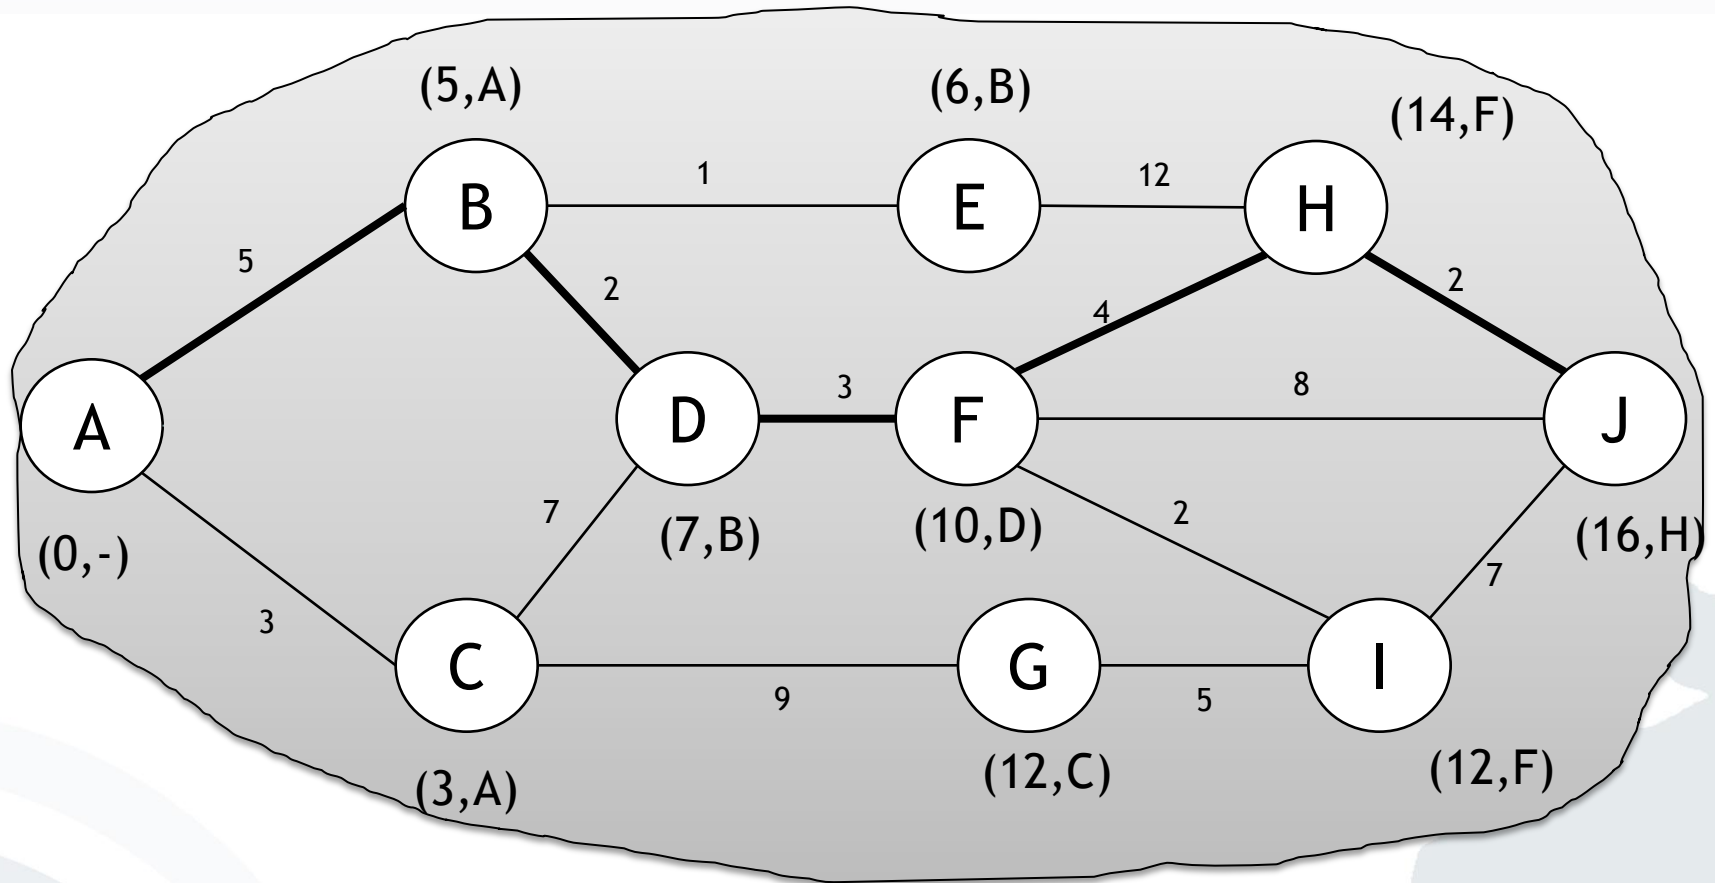 (5,A)
(6,B)
(14,F)
B
1
E
12
H
5
2
4
2
A
D
3
F
8
J
(0,-)
7
(7,B)
(10,D)
2
(16,H)
7
3
C
9
G
5
I
(3,A)
(12,C)
(12,F)